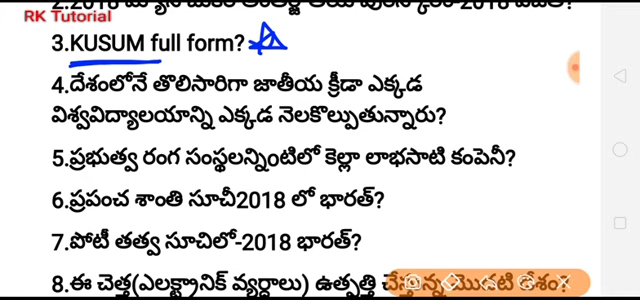 RK Tutorial
3.KUSUM full form?
4.దేశంలోనే తొలిసారిగా జాతీయ క్రీడా ఎక్కడ
విశ్వవిద్యాలయాన్ని ఎక్కడ నెలకొల్పుతున్నారు?
5.ప్రభుత్వ రంగ సంస్థలన్నింటిలో కెల్లా లాభసాటి కంపెనీ?
6.ప్రపంచ శాంతి సూచీ2018 లో భారత్?
7.పోటీ తత్వ సూచిలో-2018 భారత్?
8.ఈ చెత్త(ఎలక్ట్రానిక్ వ్యర్థాలు) ఉత్పత్తి చేస్తున్న మొదటి దేశం?